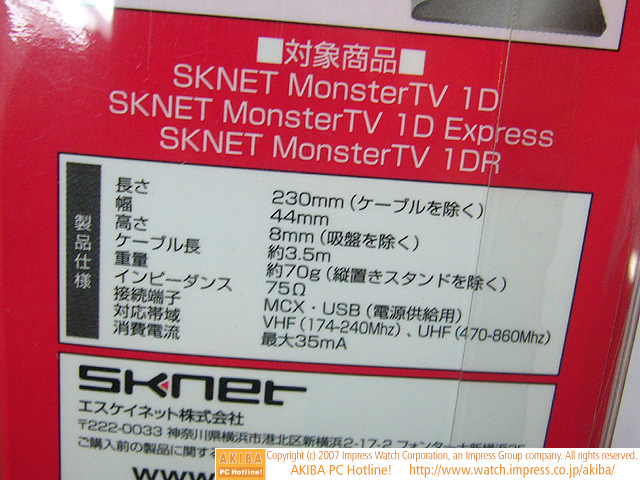 ■対象商品■
SKNET MonsterTV 1D
SKNET MonsterTV 1D Express
SKNET MonsterTV 1DR
製品仕様
長さ 230mm（ケーブルを除く）
幅 44mm
高さ 8mm（吸盤を除く）
ケーブル長 約3.5m
重量 約70g（縦置きスタンドを除く）
インピーダンス 75Ω
接続端子 MCX・USB（電源供給用）
対応帯域 VHF（174-240Mhz）、UHF（470-860Mhz）
消費電流 最大35mA
SKNET
エスケイネット株式会社
〒222-0033 神奈川県横浜市港北区新横浜2-17-2
ご購入前の製品に関す
www.
AKIBA PC Hotline!
Copyright (c) 2007 Impress Watch Corporation, an Impress Group company. All rights reserved.
AKIBA PC Hotline! http://www.watch.impress.co.jp/akiba/